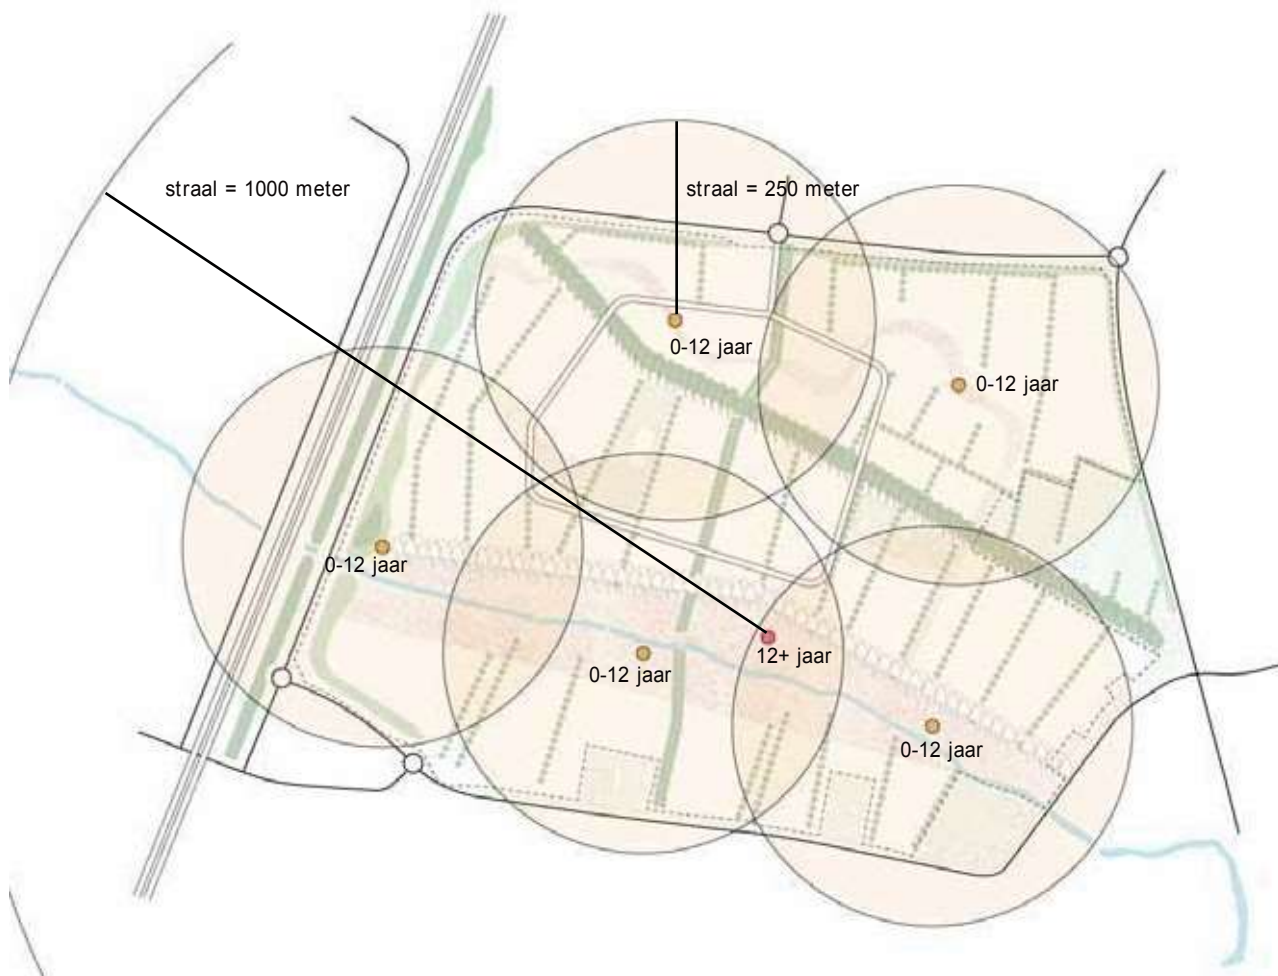 straal = 1000 meter
straal = 250 meter
0-12 jaar
0-12 jaar
0-12 jaar
12+ jaar
0-12 jaar
0-12 jaar